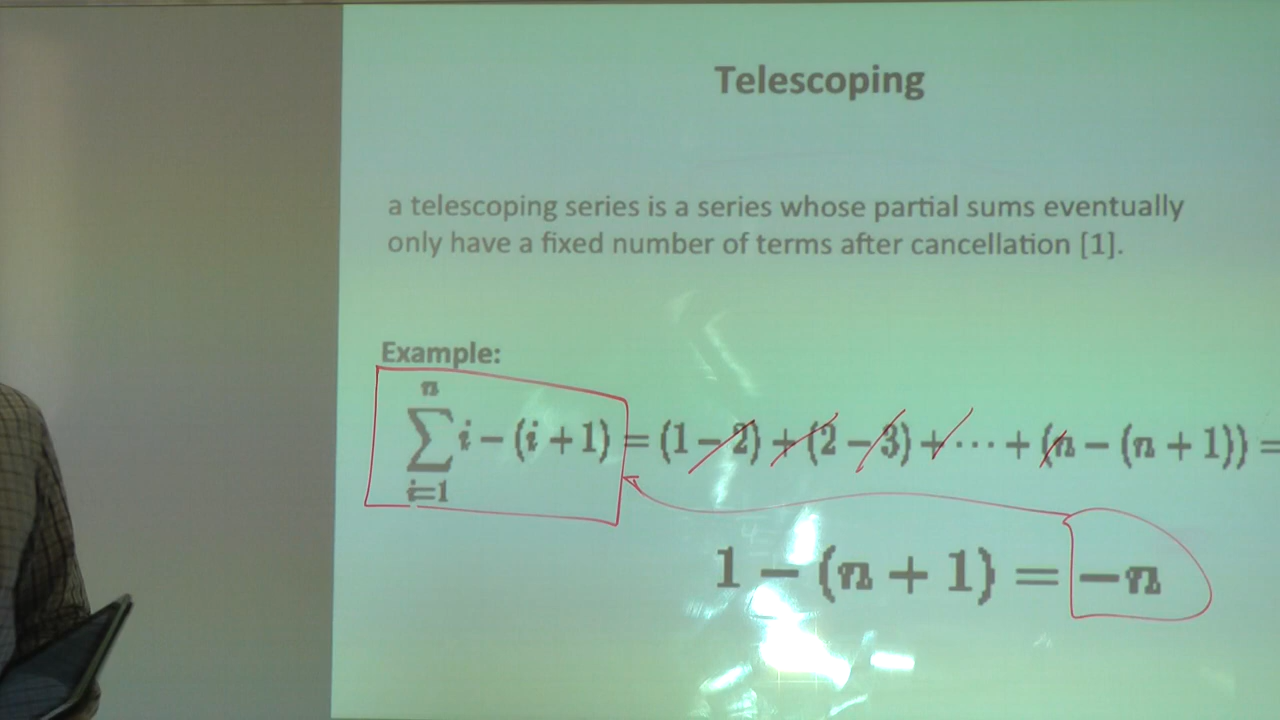 Telescoping
a telescoping series is a series whose partial sums eventually
only have a fixed number of terms after cancellation [1].
Example:
n
∑ i − (i + 1) = (1 − 2) + (2 − 3) + ⋯ + (n − (n + 1)) =
i=1
1 − (n + 1) = −n